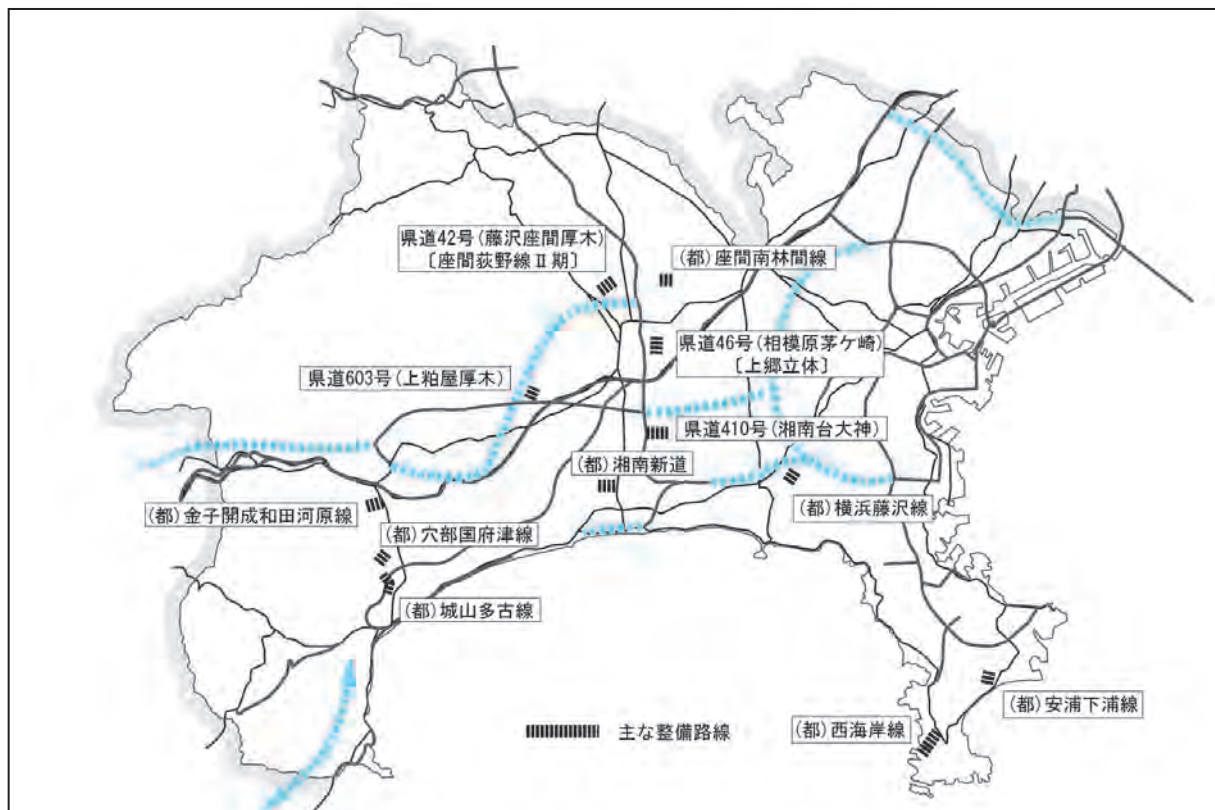 県道42号(藤沢座間厚木)
〔座間荻野線Ⅱ期〕
(都)座間南林間線
県道46号(相模原茅ケ崎)
〔上郷立体〕
県道603号(上粕屋厚木)
県道410号(湘南台大神)
(都)湘南新道
(都)金子開成和田河原線
(都)横浜藤沢線
(都)穴部国府津線
(都)城山多古線
(都)安浦下浦線
(都)西海岸線
主な整備路線